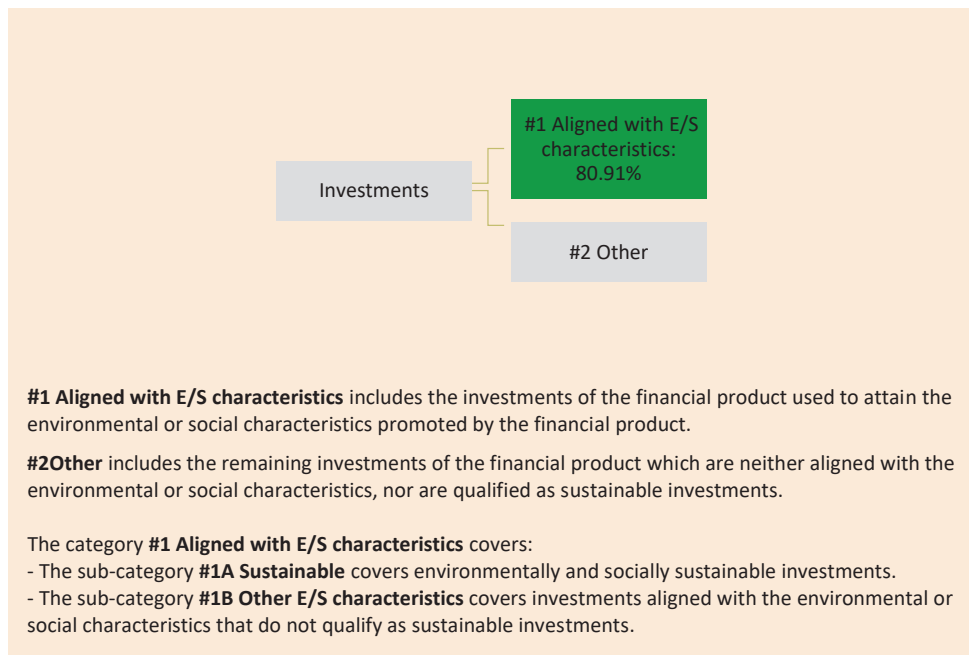 #1 Aligned with E/S
characteristics:
80.91%
Investments
#2 Other
#1 Aligned with E/S characteristics includes the investments of the financial product used to attain the
environmental or social characteristics promoted by the financial product.
#2Other includes the remaining investments of the financial product which are neither aligned with the
environmental or social characteristics, nor are qualified as sustainable investments.
The category #1 Aligned with E/S characteristics covers:
- The sub-category #1A Sustainable covers environmentally and socially sustainable investments.
- The sub-category #1B Other E/S characteristics covers investments aligned with the environmental or
social characteristics that do not qualify as sustainable investments.